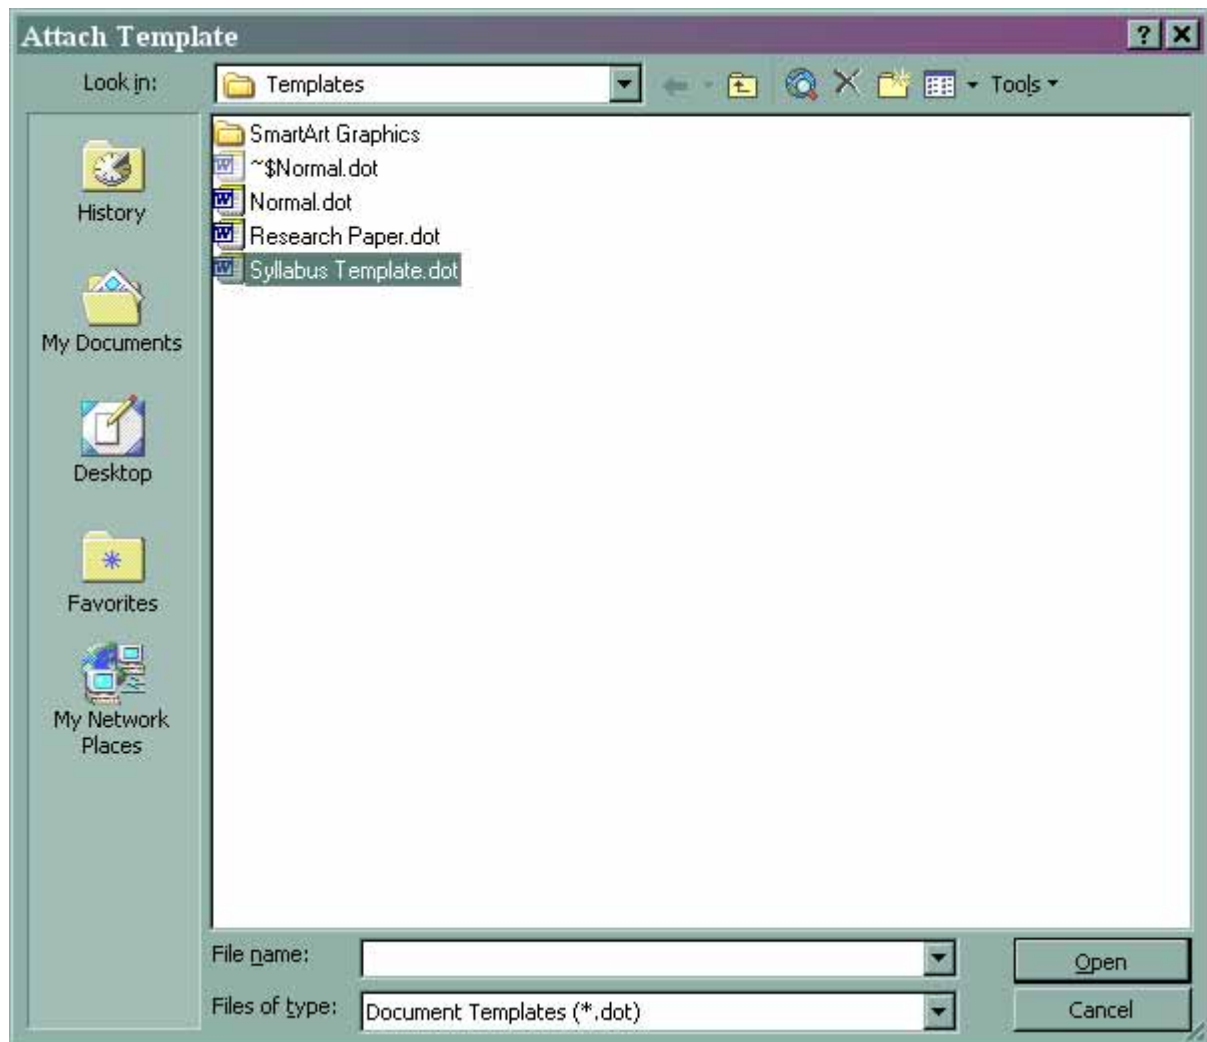 Attach Template
Look in:
Templates
Tools
History
My Documents
Desktop
Favorites
My Network
Places
SmartArt Graphics
~$Normal.dot
Normal.dot
Research Paper.dot
Syllabus Template.dot
File name:
Open
Files of type:
Document Templates (*.dot)
Cancel